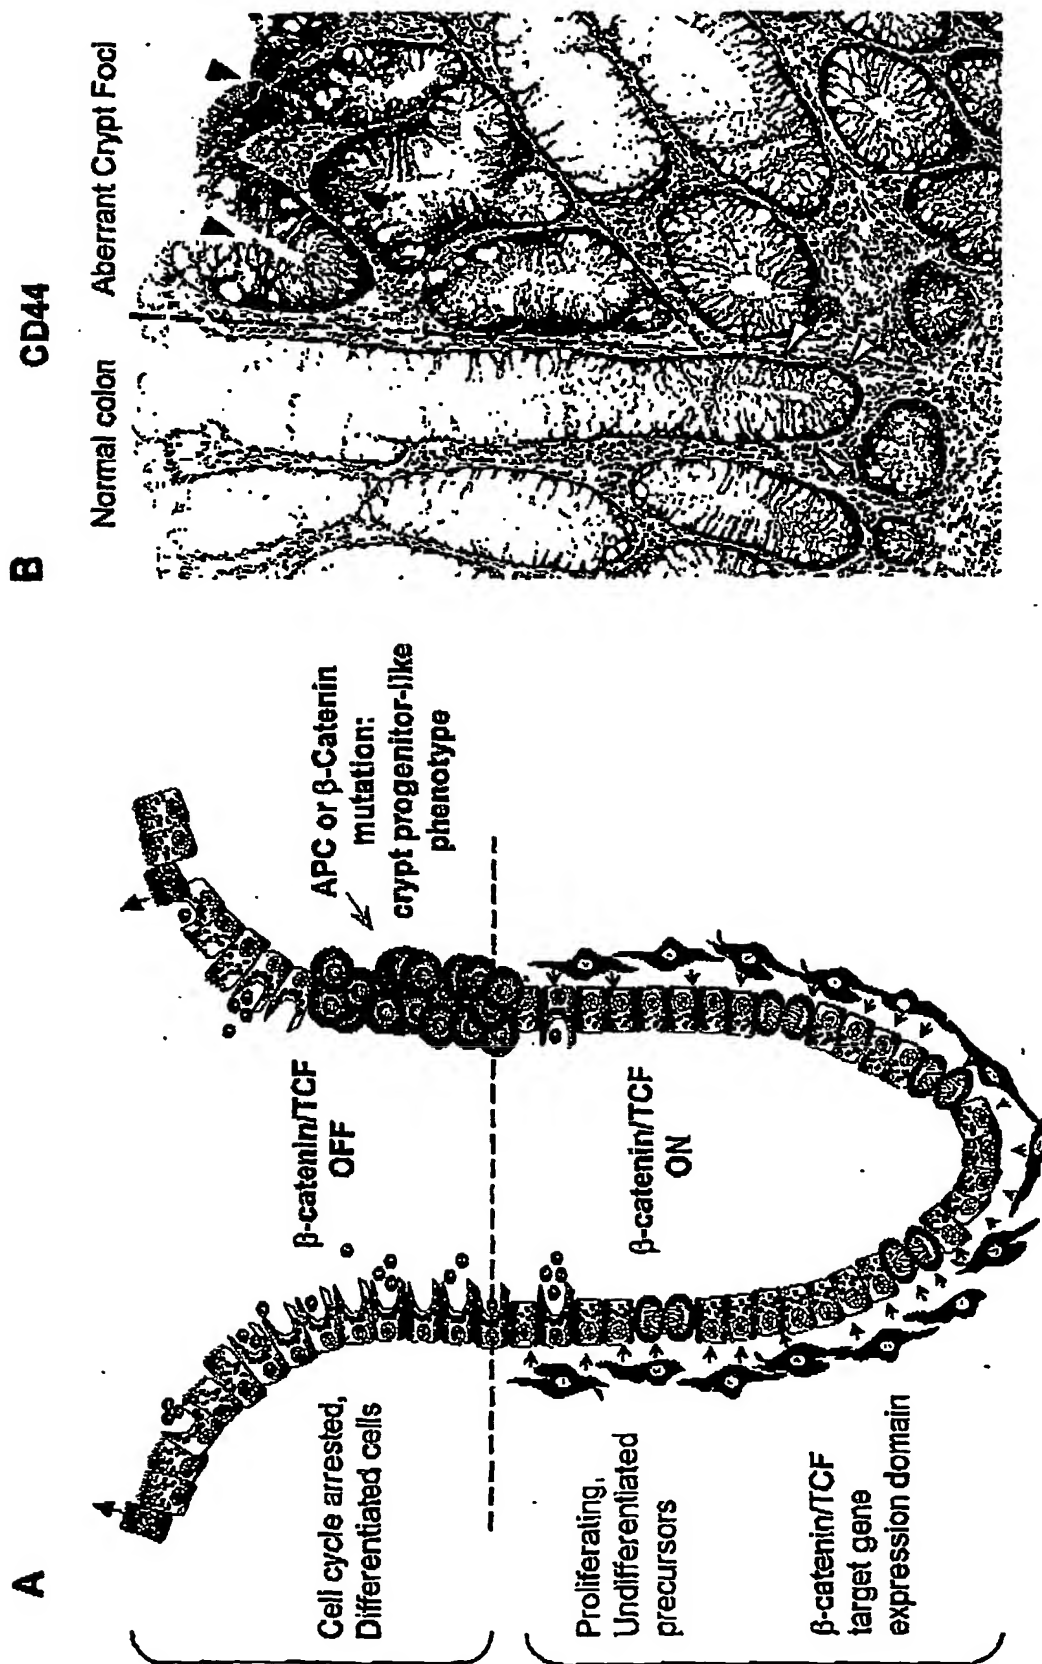 A
Cell cycle arrested,
Differentiated cells
Proliferating,
Undifferentiated
precursors
β-catenin/TCF
target gene
expression domain
β-catenin/TCF
OFF
β-catenin/TCF
ON
APC or β-Catenin
mutation:
crypt progenitor-like
phenotype
B
CD44
Normal colon
Aberrant Crypt Foci